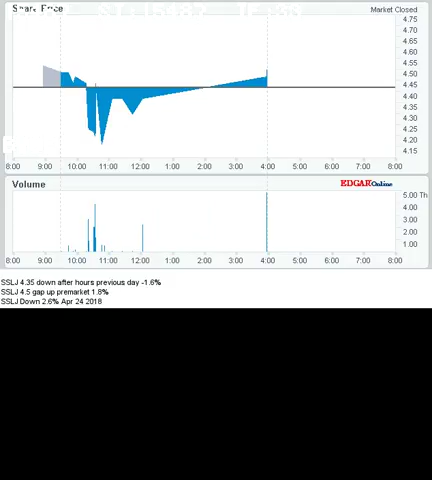 Share Price
Market Closed
4.75
4.70
4.65
4.60
4.55
4.50
4.45
4.40
4.35
4.30
4.25
4.20
4.15
8:00 9:00 10:00 11:00 12:00 1:00 2:00 3:00 4:00 5:00 6:00 7:00 8:00
Volume
EDGAROnline
5.00 Th
4.00
3.00
2.00
1.00
8:00 9:00 10:00 11:00 12:00 1:00 2:00 3:00 4:00 5:00 6:00 7:00 8:00
SSLJ 4.35 down after hours previous day -1.6%
SSLJ 4.5 gap up premarket 1.8%
SSLJ Down 2.6% Apr 24 2018